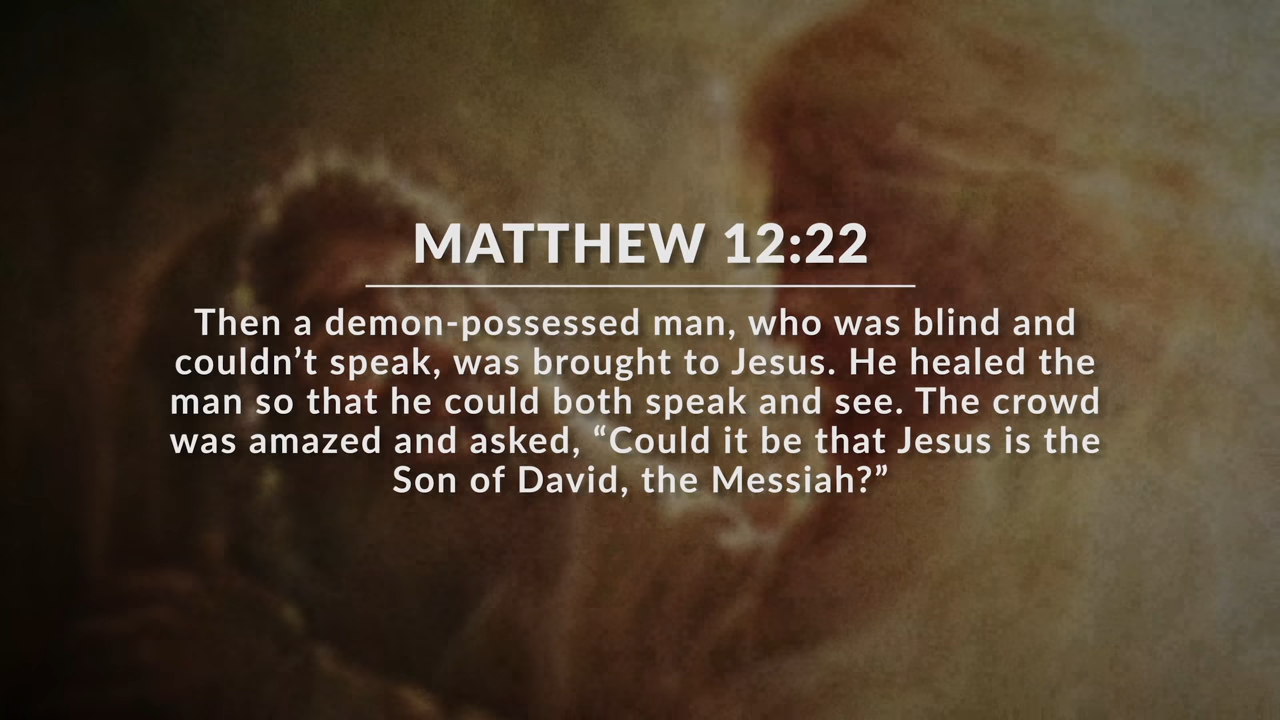 MATTHEW 12:22
Then a demon-possessed man, who was blind and
couldn’t speak, was brought to Jesus. He healed the
man so that he could both speak and see. The crowd
was amazed and asked, “Could it be that Jesus is the
Son of David, the Messiah?”